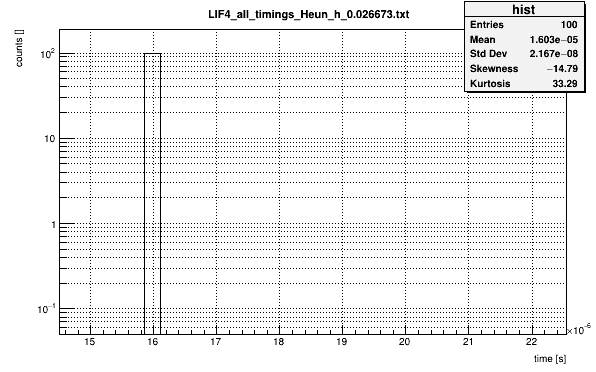 LIF4_all_timings_Heun_h_0.026673.txt
hist
Entries 100
Mean 1.603e−05
Std Dev 2.167e−08
Skewness −14.79
Kurtosis 33.29
counts []
10²
10
1
10⁻¹
15 16 17 18 19 20 21 22
×10⁻⁶
time [s]